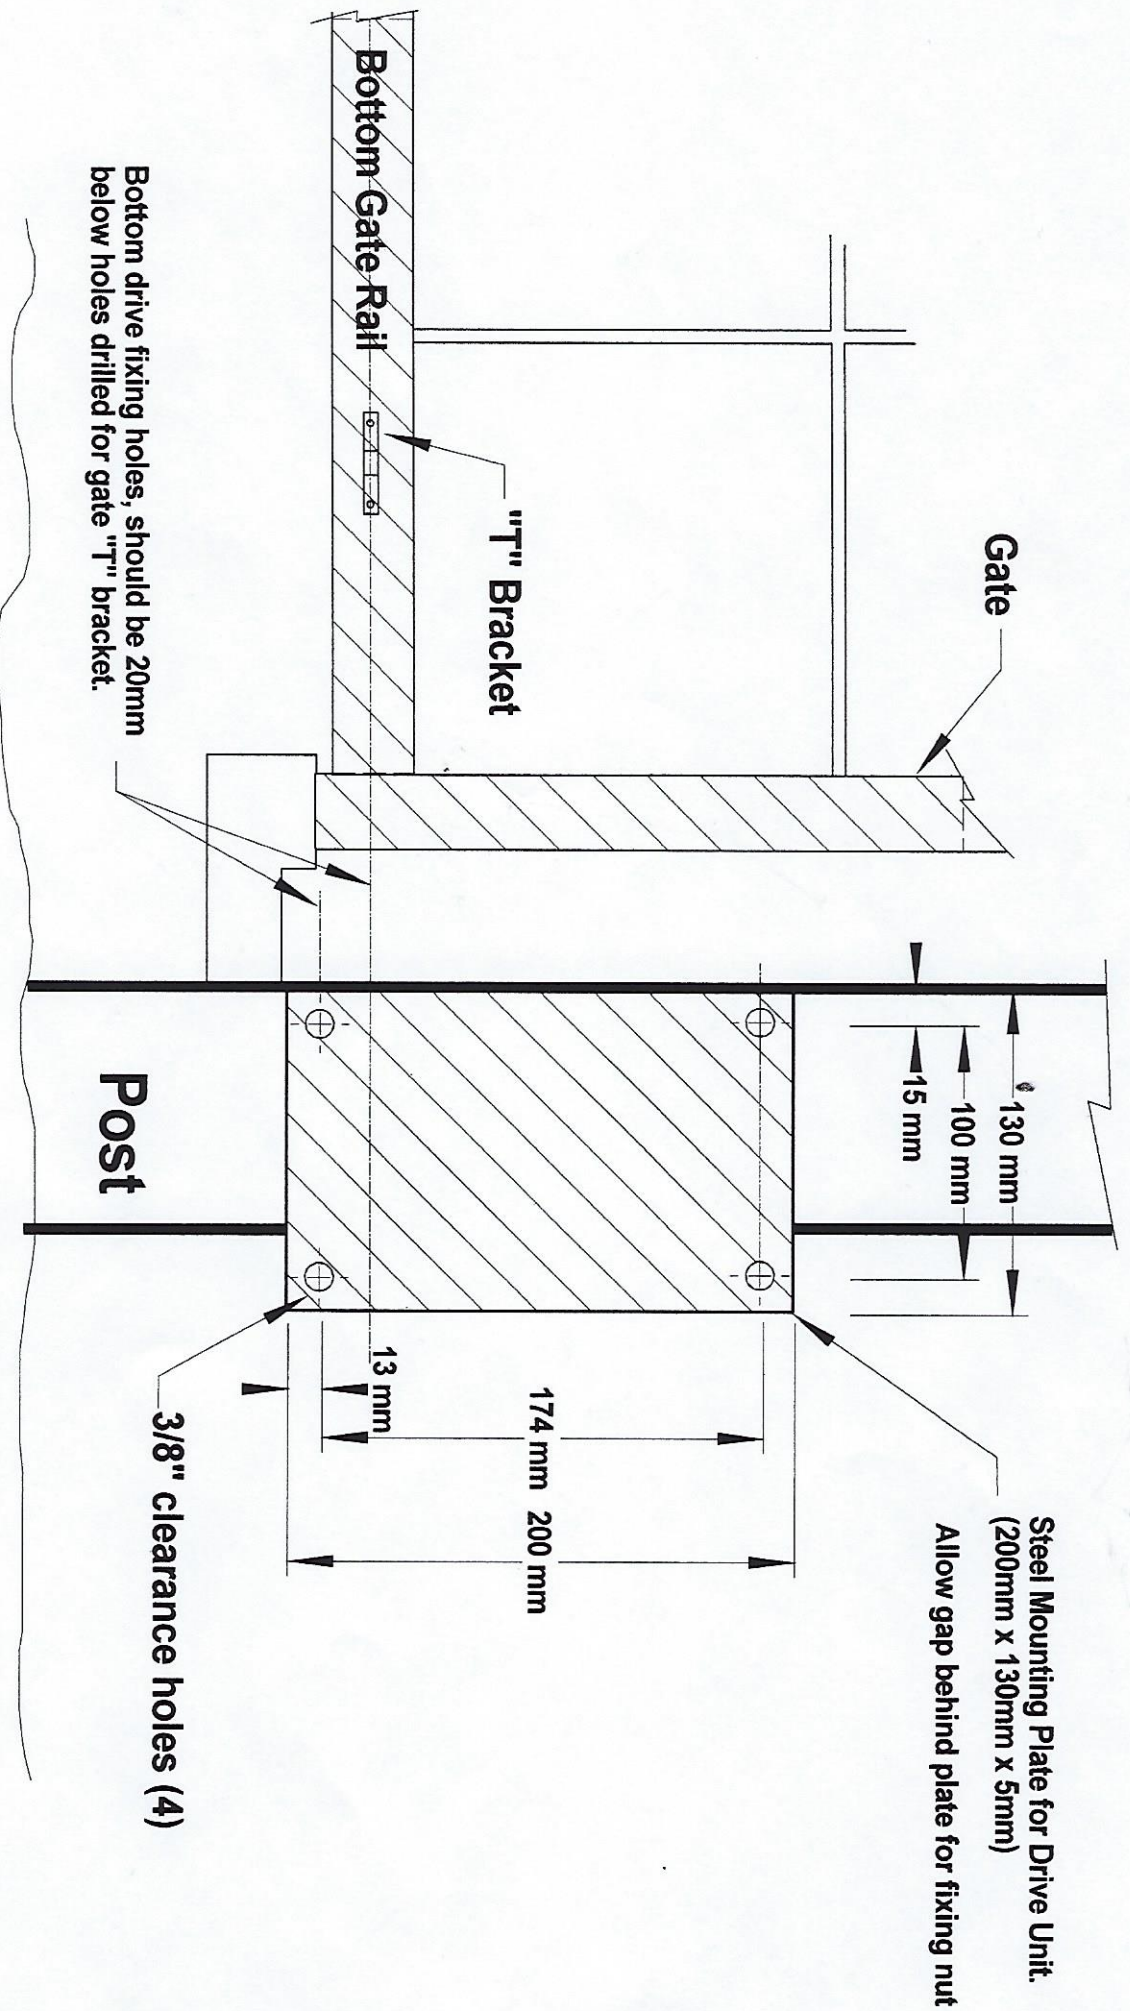 Steel Mounting Plate for Drive Unit.
(200mm x 130mm x 5mm)
Allow gap behind plate for fixing nut
Gate
130 mm
100 mm
15 mm
"T" Bracket
174 mm 200 mm
Bottom Gate Rail
13 mm
3/8" clearance holes (4)
Bottom drive fixing holes, should be 20mm
below holes drilled for gate "T" bracket.
Post